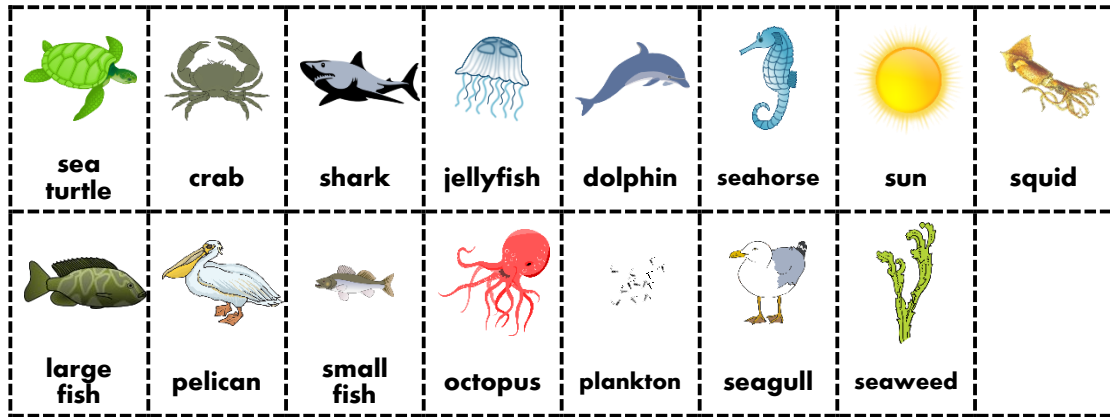 sea
turtle
crab
shark
jellyfish
dolphin
seahorse
sun
squid
large
fish
pelican
small
fish
octopus
plankton
seagull
seaweed